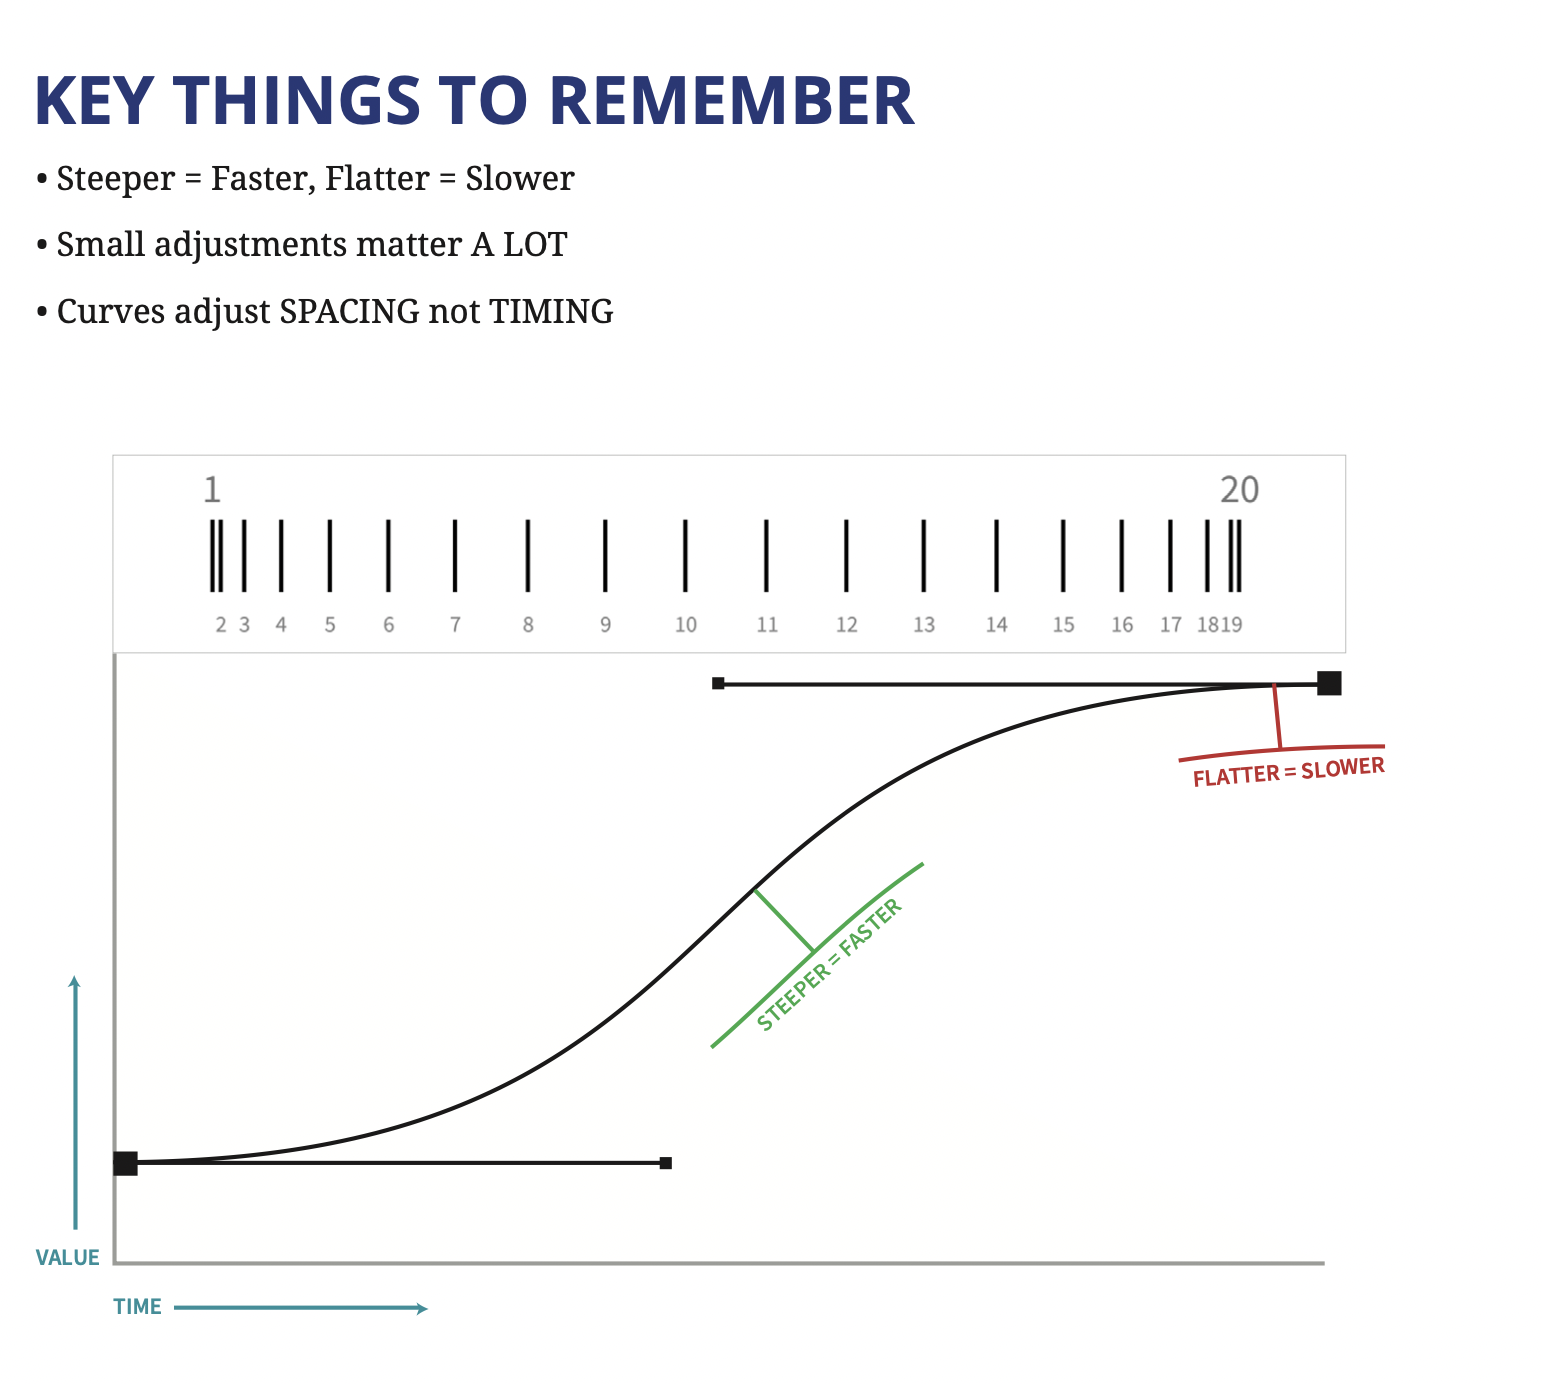 KEY THINGS TO REMEMBER
• Steeper = Faster, Flatter = Slower
• Small adjustments matter A LOT
• Curves adjust SPACING not TIMING
1 20
2 3 4 5 6 7 8 9 10 11 12 13 14 15 16 17 18 19
FLATTER = SLOWER
STEEPER = FASTER
VALUE
TIME